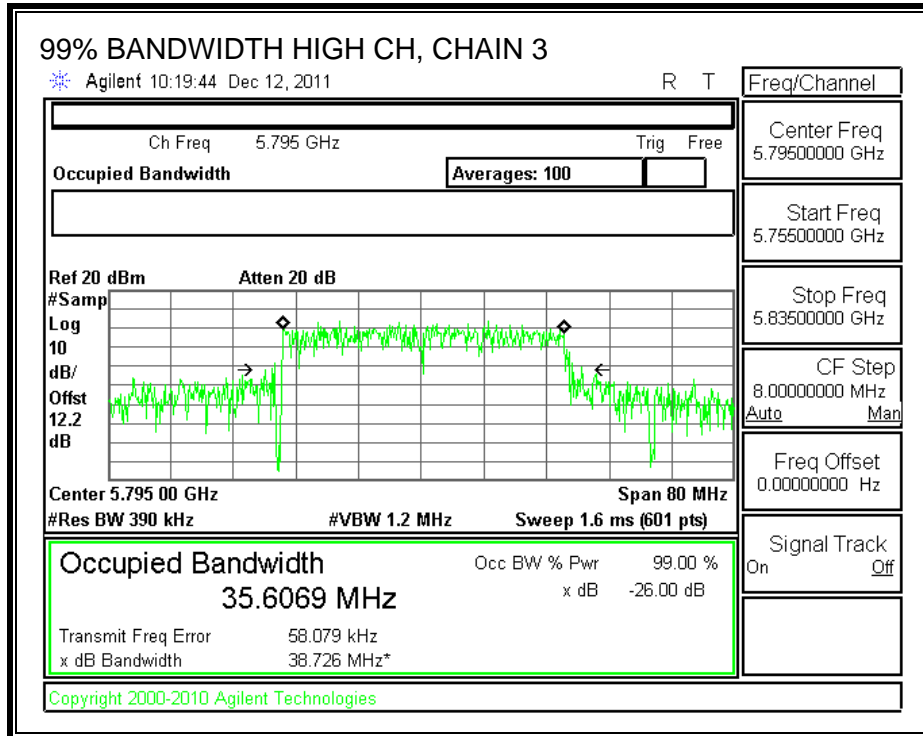 99% BANDWIDTH HIGH CH, CHAIN 3
Agilent 10:19:44 Dec 12, 2011 R T
Ch Freq 5.795 GHz Trig Free
Occupied Bandwidth Averages: 100
Ref 20 dBm Atten 20 dB
#Samp
Log
10
dB/
Offst
12.2
dB
Center 5.795 00 GHz Span 80 MHz
#Res BW 390 kHz #VBW 1.2 MHz Sweep 1.6 ms (601 pts)
Occupied Bandwidth Occ BW % Pwr 99.00 %
35.6069 MHz x dB -26.00 dB
Transmit Freq Error 58.079 kHz
x dB Bandwidth 38.726 MHz*
Copyright 2000-2010 Agilent Technologies
Freq/Channel
Center Freq
5.79500000 GHz
Start Freq
5.75500000 GHz
Stop Freq
5.83500000 GHz
CF Step
8.00000000 MHz
Auto Man
Freq Offset
0.00000000 Hz
Signal Track
On Off